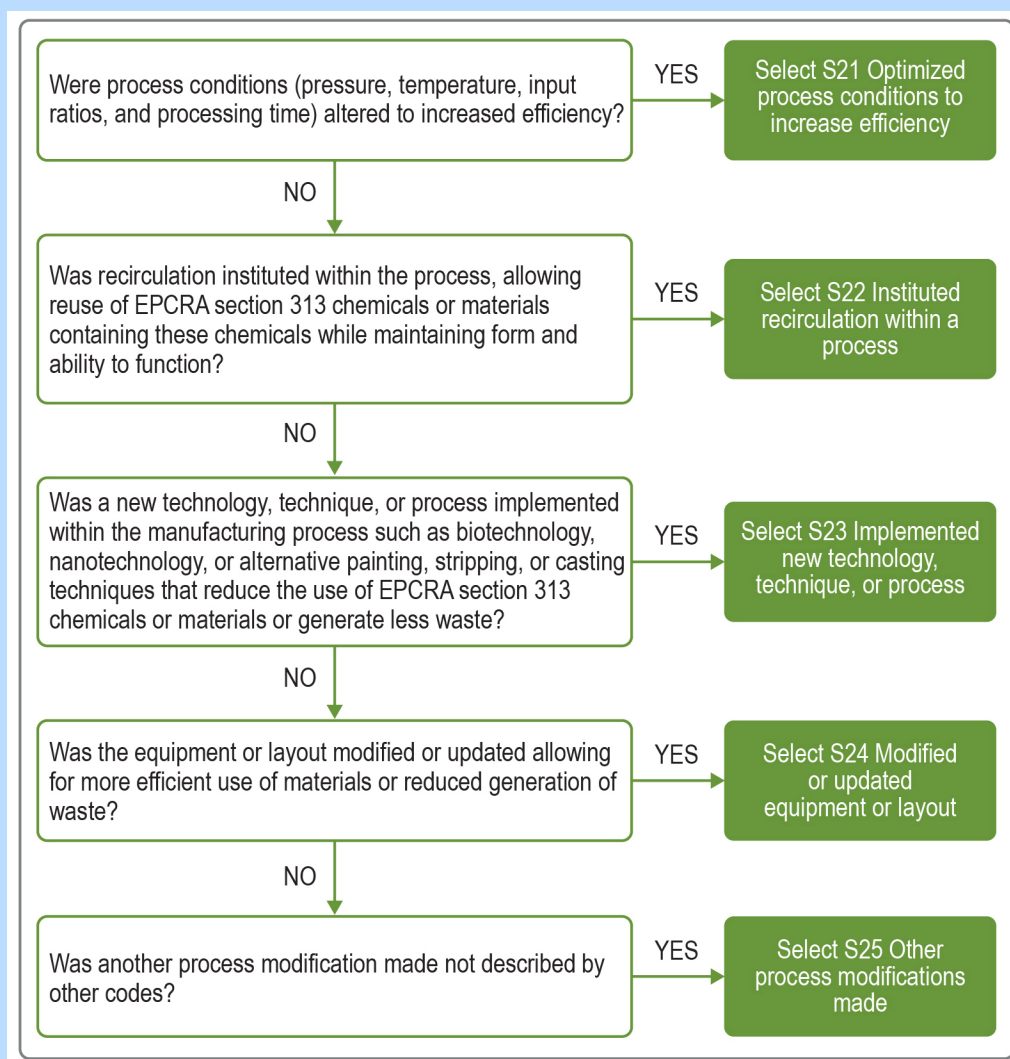 Were process conditions (pressure, temperature, input
ratios, and processing time) altered to increased efficiency?
YES
Select S21 Optimized
process conditions to
increase efficiency
NO
Was recirculation instituted within the process, allowing
reuse of EPCRA section 313 chemicals or materials
containing these chemicals while maintaining form and
ability to function?
YES
Select S22 Instituted
recirculation within a
process
NO
Was a new technology, technique, or process implemented
within the manufacturing process such as biotechnology,
nanotechnology, or alternative painting, stripping, or casting
techniques that reduce the use of EPCRA section 313
chemicals or materials or generate less waste?
YES
Select S23 Implemented
new technology,
technique, or process
NO
Was the equipment or layout modified or updated allowing
for more efficient use of materials or reduced generation of
waste?
YES
Select S24 Modified
or updated
equipment or layout
NO
Was another process modification made not described by
other codes?
YES
Select S25 Other
process modifications
made